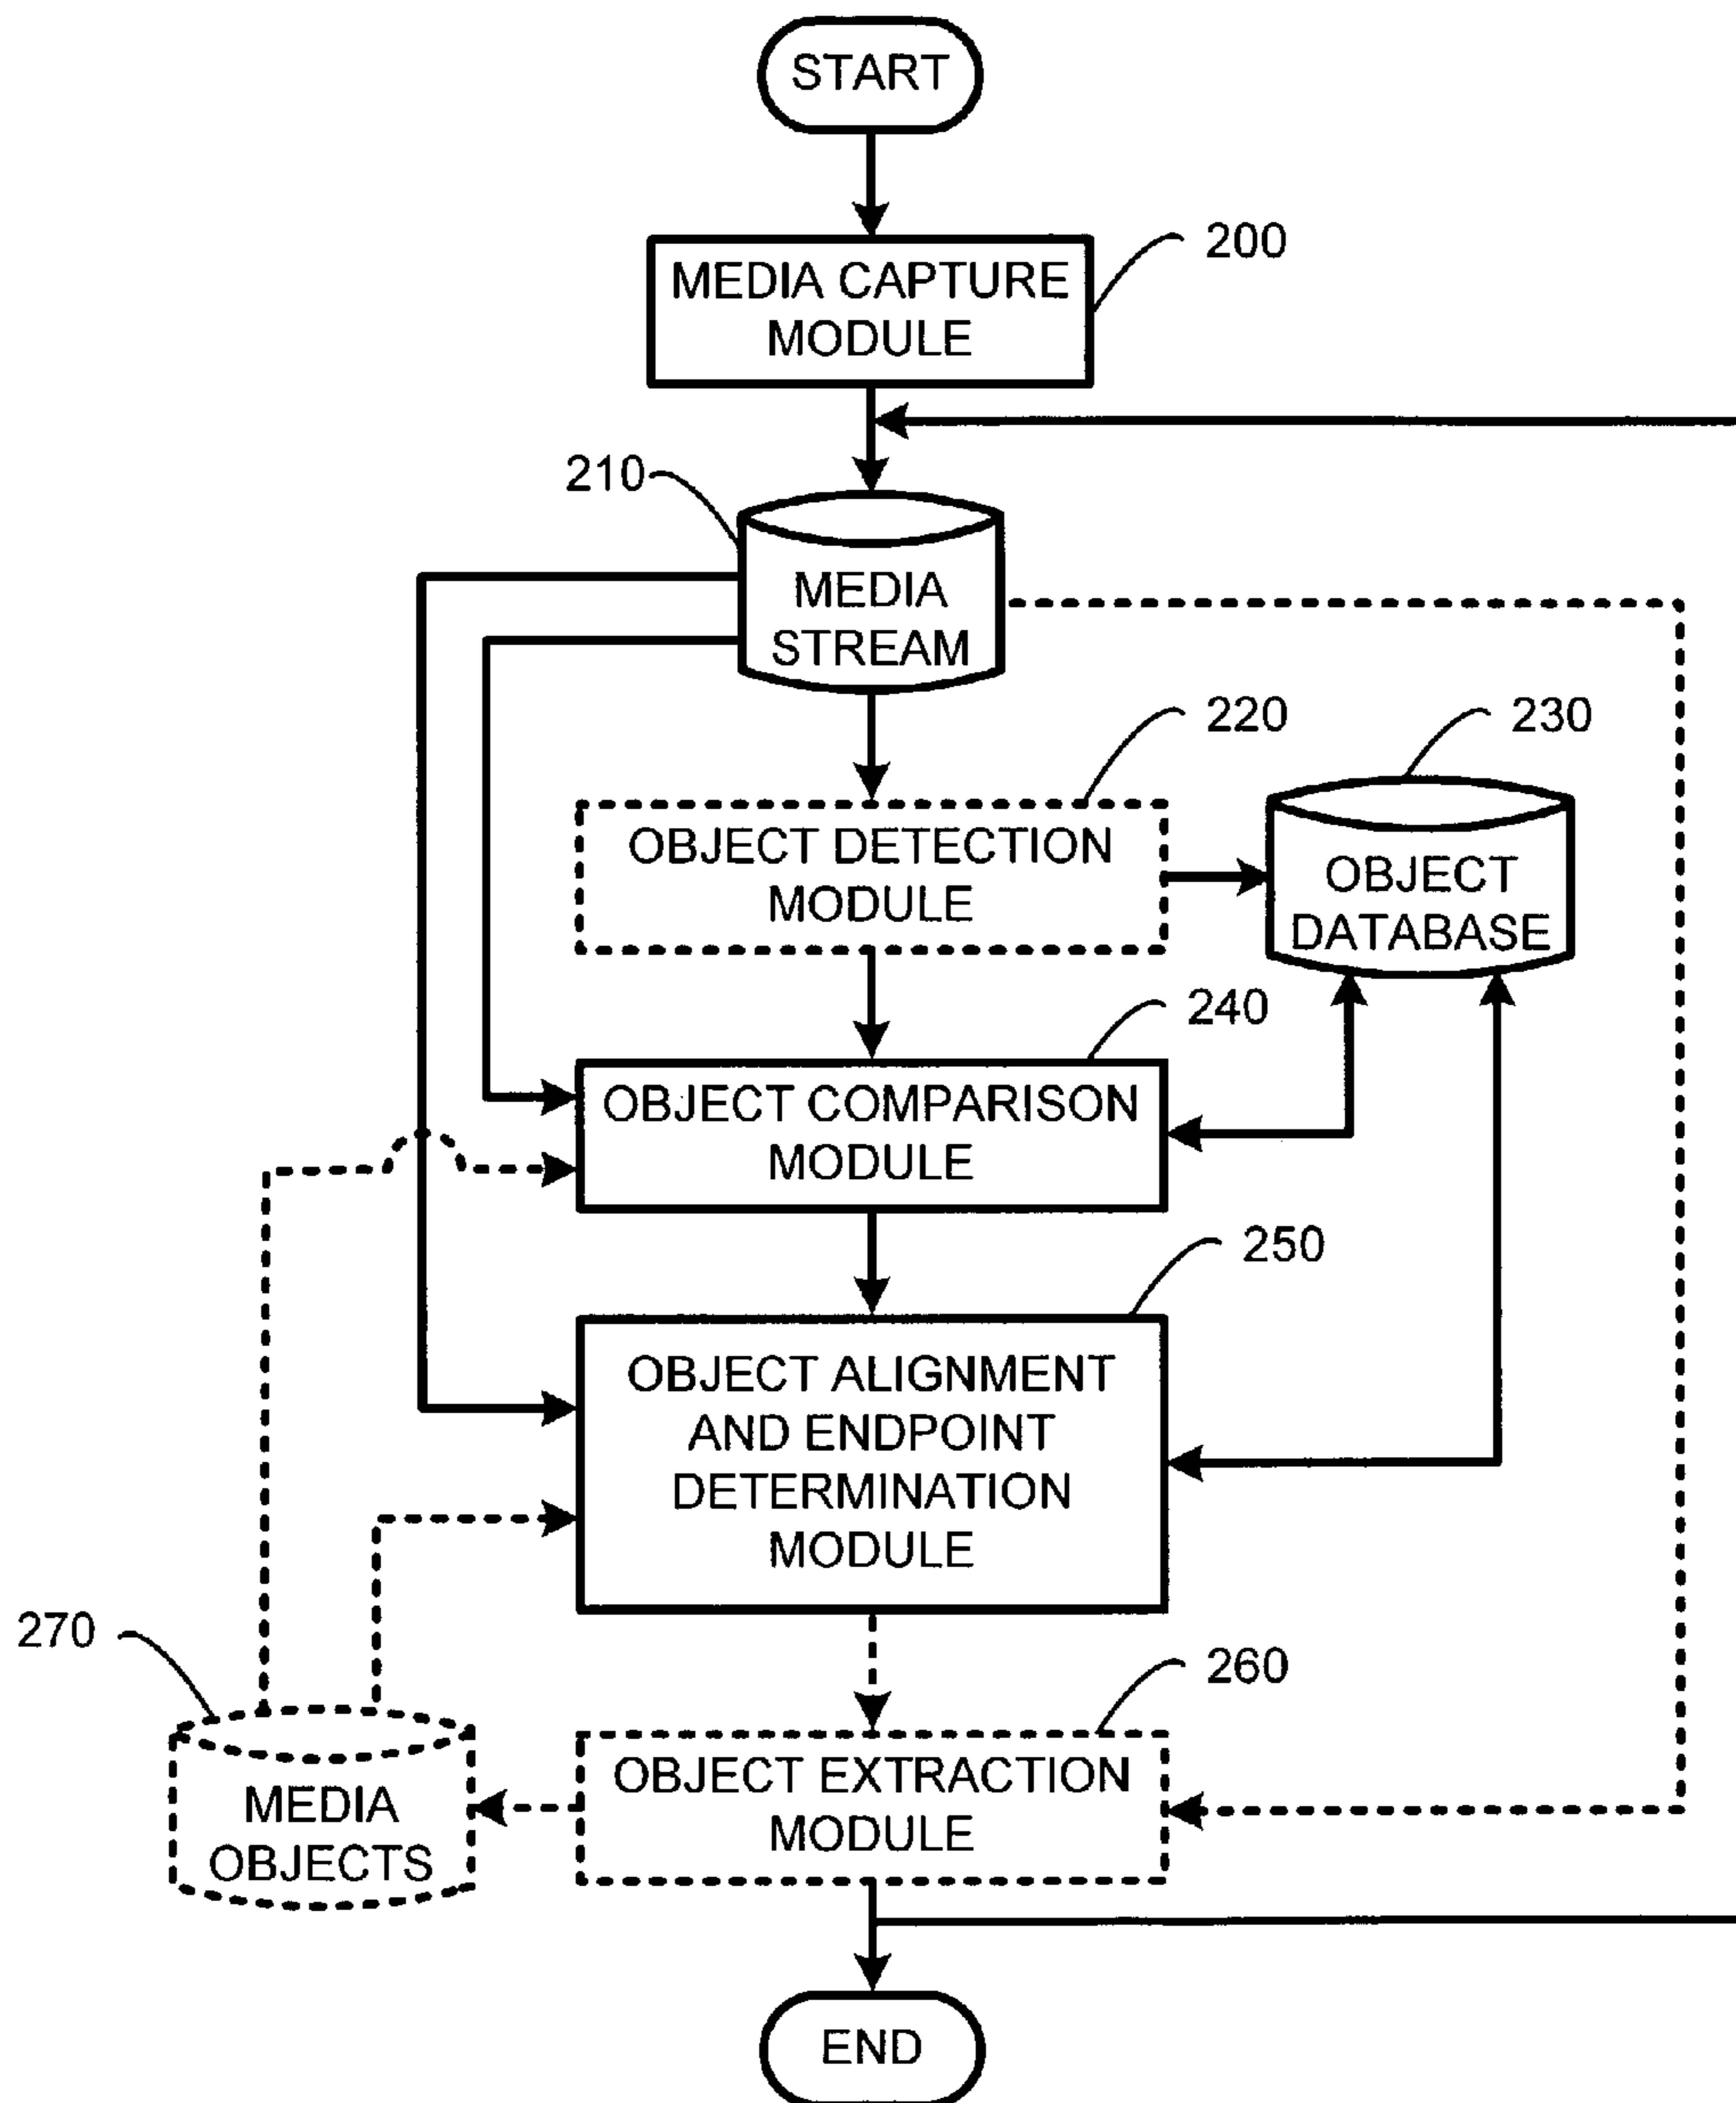 START
200
MEDIA CAPTURE
MODULE
210
MEDIA
STREAM
220
230
OBJECT DETECTION
MODULE
OBJECT
DATABASE
240
OBJECT COMPARISON
MODULE
250
OBJECT ALIGNMENT
AND ENDPOINT
DETERMINATION
MODULE
270
260
OBJECT EXTRACTION
MODULE
MEDIA
OBJECTS
END